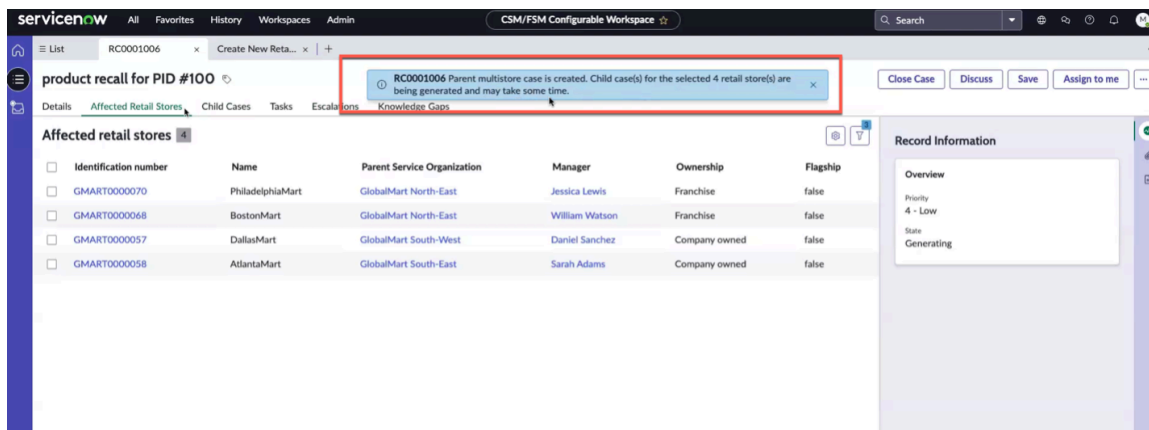 servicenow All Favorites History Workspaces Admin CSM/FSM Configurable Workspace Search
List RC0001006 × Create New Reta... × +
product recall for PID #100
RC0001006 Parent multistore case is created. Child case(s) for the selected 4 retail store(s) are
being generated and may take some time.
Close Case Discuss Save Assign to me ...
Details Affected Retail Stores Child Cases Tasks Escalations Knowledge Gaps
Affected retail stores 4
3
Identification number Name Parent Service Organization Manager Ownership Flagship
GMART0000070 PhiladelphiaMart GlobalMart North-East Jessica Lewis Franchise false
GMART0000068 BostonMart GlobalMart North-East William Watson Franchise false
GMART0000057 DallasMart GlobalMart South-West Daniel Sanchez Company owned false
GMART0000058 AtlantaMart GlobalMart South-East Sarah Adams Company owned false
Record Information
Overview
Priority
4 - Low
State
Generating